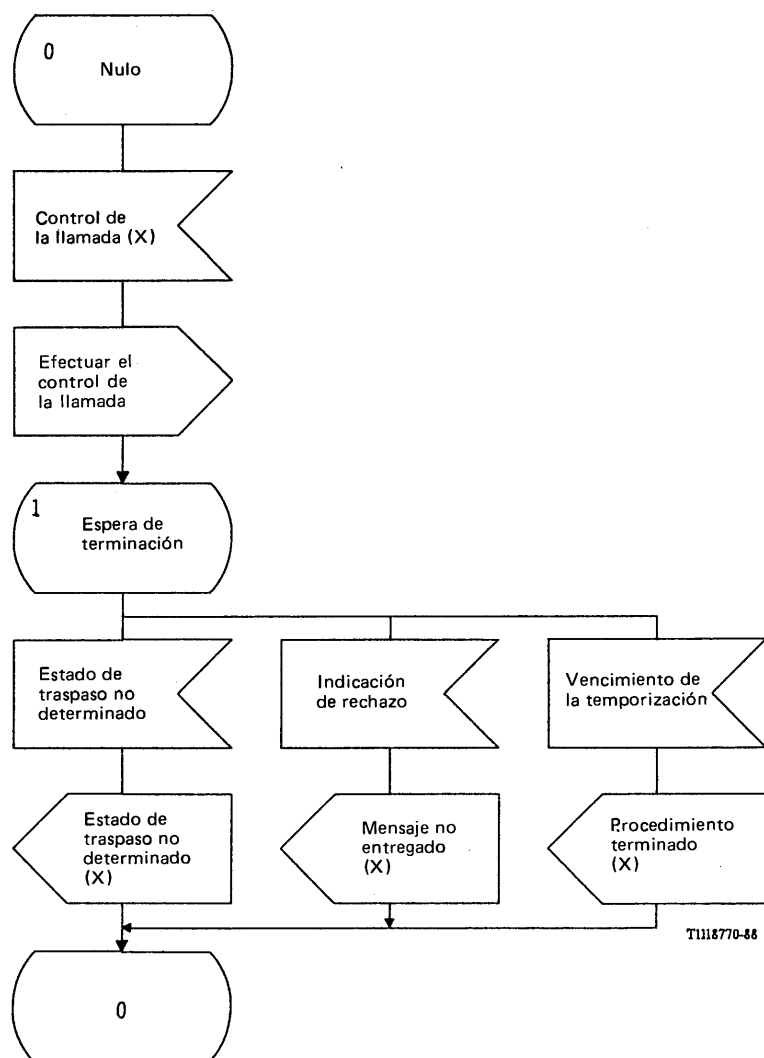 0
Nulo
Control de
la llamada (X)
Efectuar el
control de
la llamada
1
Espera de
terminación
Estado de
traspaso no
determinado
Indicación
de rechazo
Vencimiento de
la temporización
Estado de
traspaso no
determinado
(X)
Mensaje no
entregado
(X)
Procedimiento
terminado
(X)
T1118770-88
0